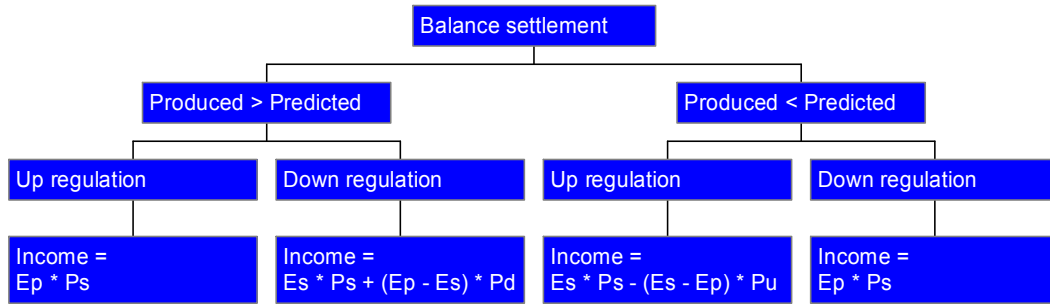 Balance settlement
Produced > Predicted
Produced < Predicted
Up regulation
Down regulation
Up regulation
Down regulation
Income =
Ep * Ps
Income =
Es * Ps + (Ep - Es) * Pd
Income =
Es * Ps - (Es - Ep) * Pu
Income =
Ep * Ps